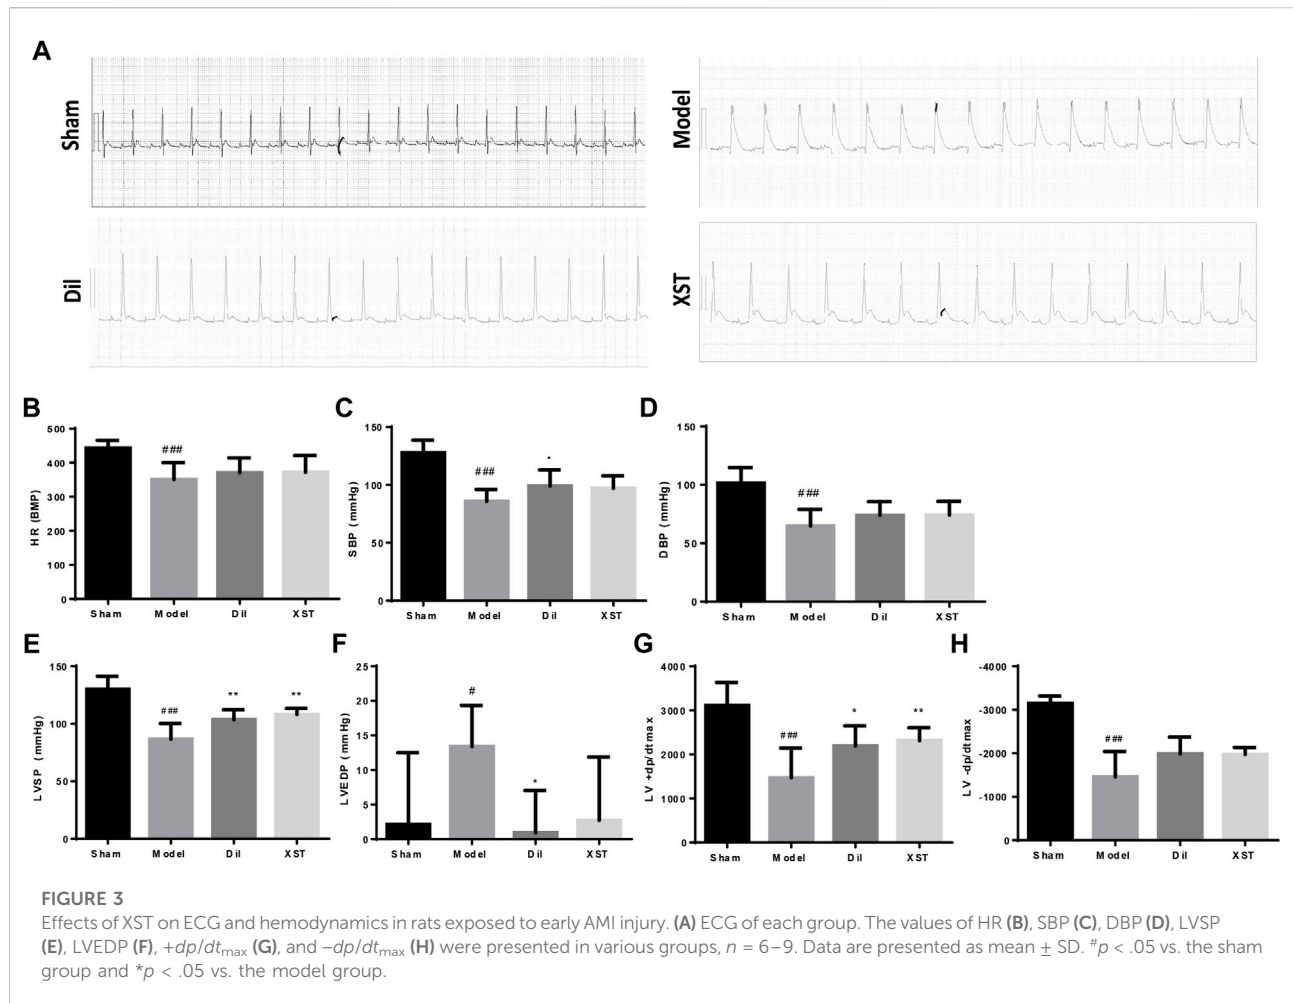 A
Sham
Model
Dil
XST
B
HR (BMP)
500
400
300
200
100
0
###
Sham
Model
Dil
XST
C
SBP (mmHg)
150
100
50
0
###
*
Sham
Model
Dil
XST
D
DBP (mmHg)
150
100
50
0
###
Sham
Model
Dil
XST
E
LVSP (mmHg)
150
100
50
0
###
**
**
Sham
Model
Dil
XST
F
LVEDP (mmHg)
25
20
15
10
5
0
#
*
Sham
Model
Dil
XST
G
LV +dp/dtmax
4000
3000
2000
1000
0
###
*
**
Sham
Model
Dil
XST
H
LV -dp/dtmax
-4000
-3000
-2000
-1000
0
###
Sham
Model
Dil
XST
FIGURE 3
Effects of XST on ECG and hemodynamics in rats exposed to early AMI injury. (A) ECG of each group. The values of HR (B), SBP (C), DBP (D), LVSP
(E), LVEDP (F), +dp/dtmax (G), and −dp/dtmax (H) were presented in various groups, n = 6–9. Data are presented as mean ± SD. #p < .05 vs. the sham
group and *p < .05 vs. the model group.